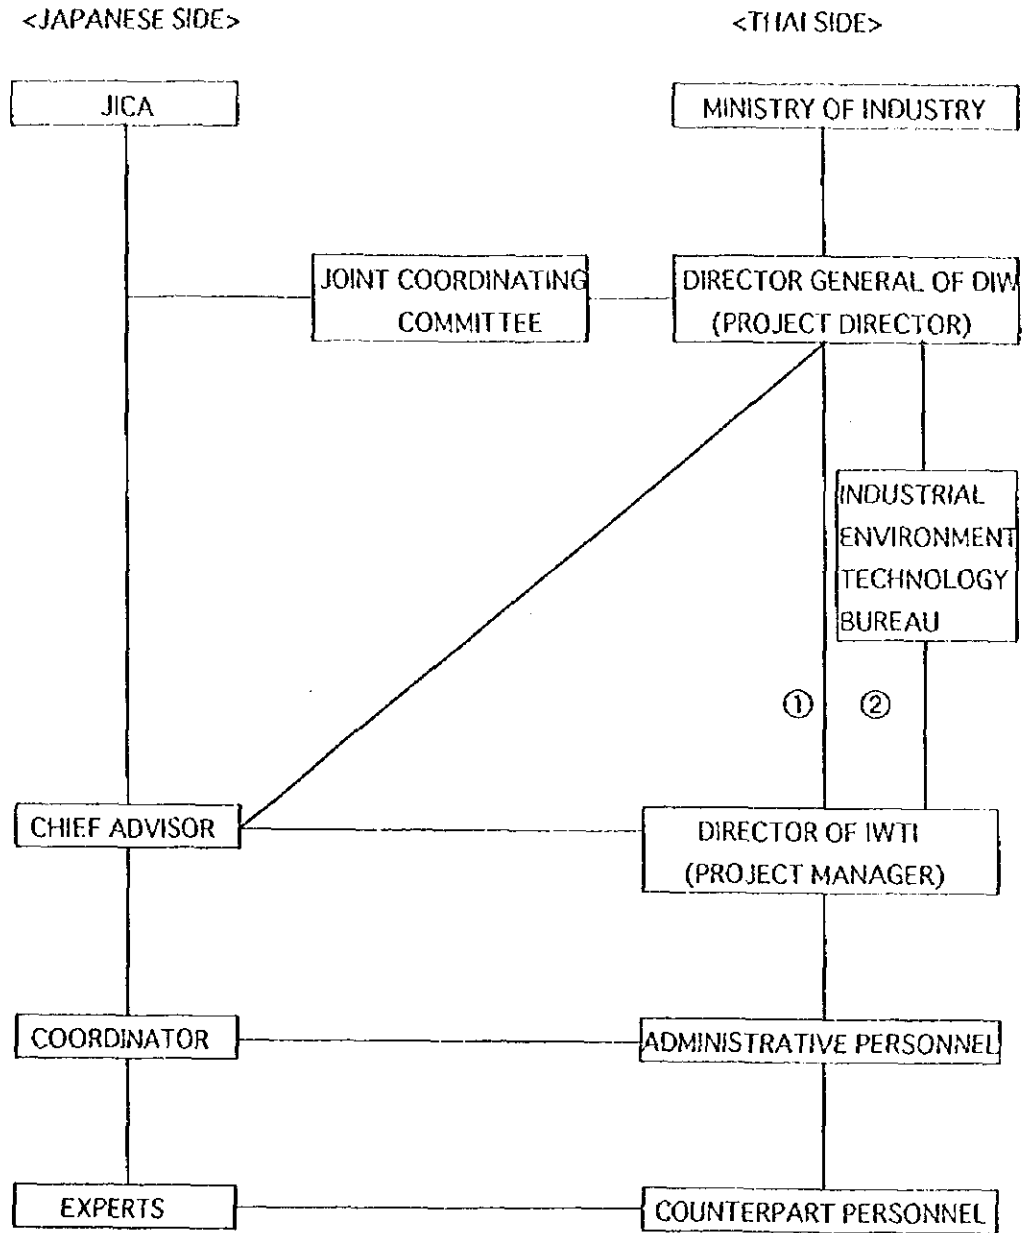 <JAPANESE SIDE>
<THAI SIDE>
JICA
MINISTRY OF INDUSTRY
JOINT COORDINATING
COMMITTEE
DIRECTOR GENERAL OF DIW
(PROJECT DIRECTOR)
INDUSTRIAL
ENVIRONMENT
TECHNOLOGY
BUREAU
① ②
CHIEF ADVISOR
DIRECTOR OF IWTI
(PROJECT MANAGER)
COORDINATOR
ADMINISTRATIVE PERSONNEL
EXPERTS
COUNTERPART PERSONNEL